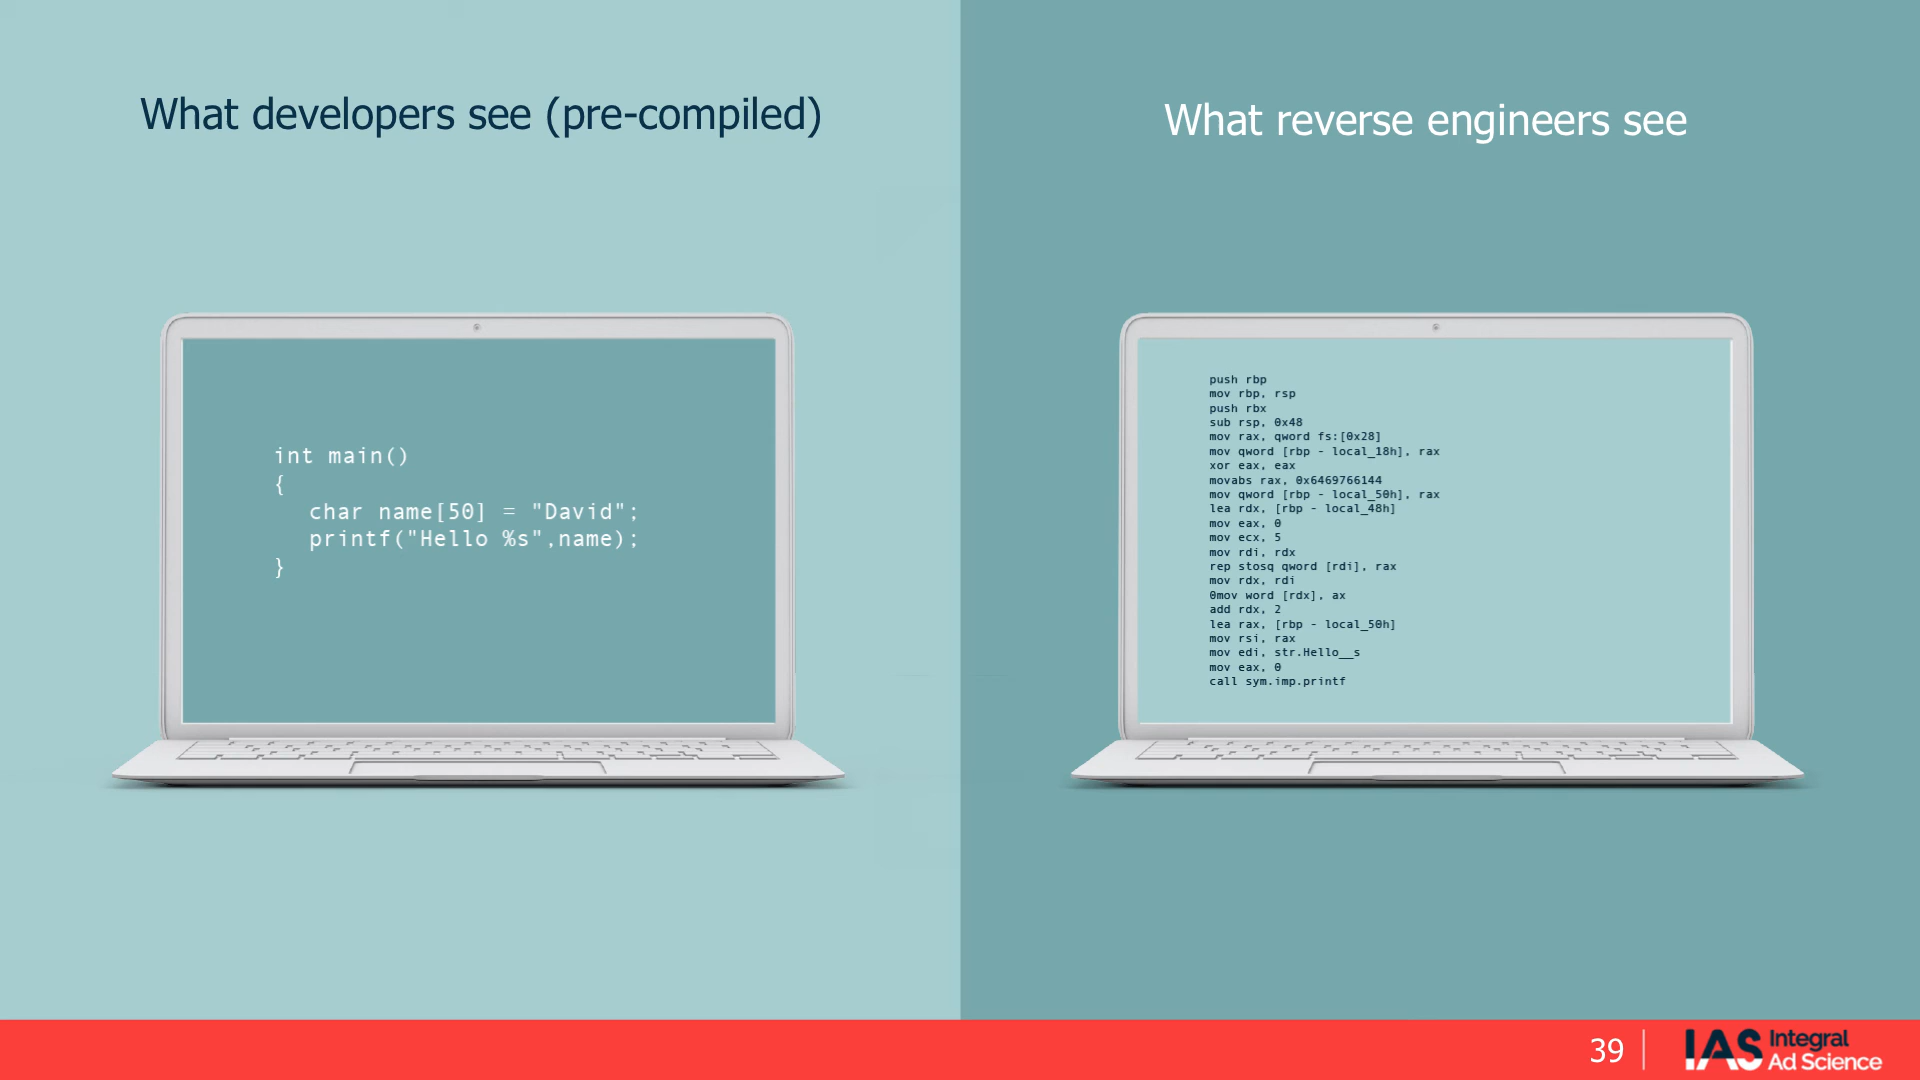 What developers see (pre-compiled)
int main()
{
char name[50] = "David";
printf("Hello %s",name);
}
What reverse engineers see
push rbp
mov rbp, rsp
push rbx
sub rsp, 0x48
mov rax, qword fs:[0x28]
mov qword [rbp - local_18h], rax
xor eax, eax
movabs rax, 0x6469766144
mov qword [rbp - local_50h], rax
lea rdx, [rbp - local_48h]
mov eax, 0
mov ecx, 5
mov rdi, rdx
rep stosq qword [rdi], rax
mov rdx, rdi
0mov word [rdx], ax
add rdx, 2
lea rax, [rbp - local_50h]
mov rsi, rax
mov edi, str.Hello__s
mov eax, 0
call sym.imp.printf
39
IAS Integral
Ad Science